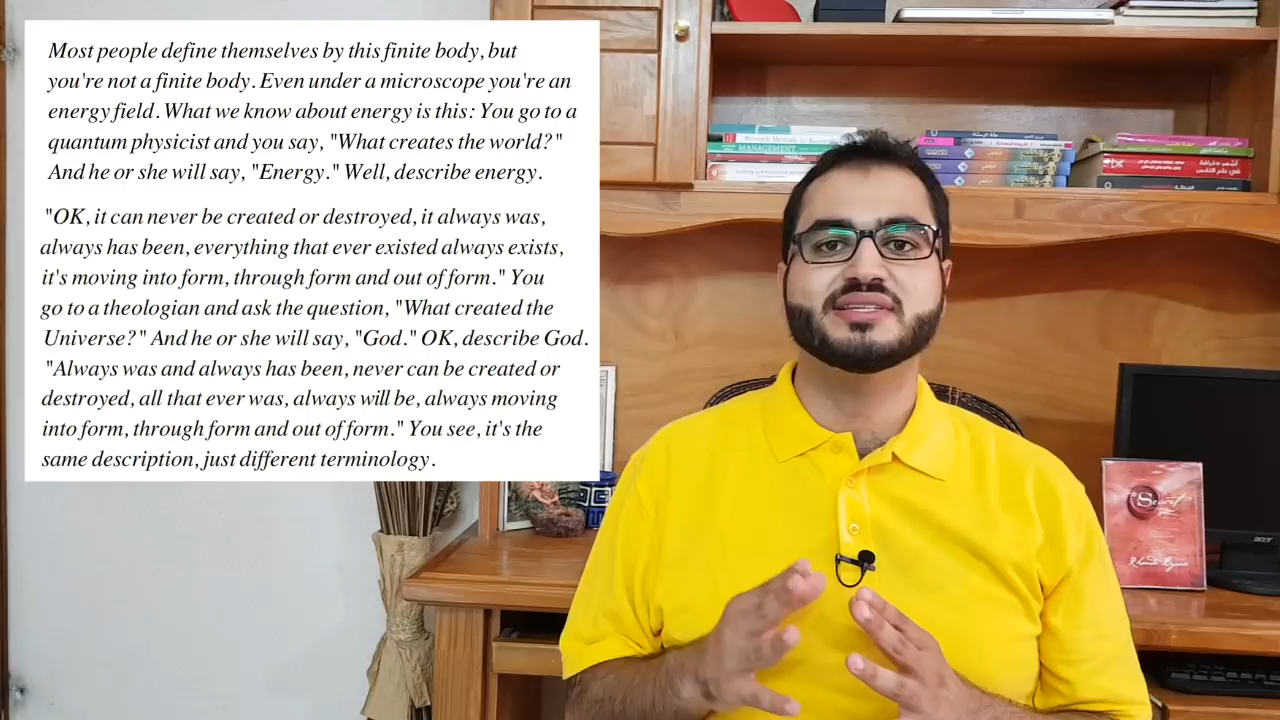 Most people define themselves by this finite body, but
you're not a finite body. Even under a microscope you're an
energy field. What we know about energy is this: You go to a
quntum physicist and you say, "What creates the world?"
And he or she will say, "Energy." Well, describe energy.
"OK, it can never be created or destroyed, it always was,
always has been, everything that ever existed always exists,
it's moving into form, through form and out of form." You
go to a theoogan and ask the question, "What created the
Universe?" And he or she will say, "God." OK, describe God.
"Always was and always has been, never can be created or
destroyed, all that ever was, always will be, always moving
into form, through form and out of form." You see, it's the
same description, just different terminology.
MANAGEMENT
Secret
acer